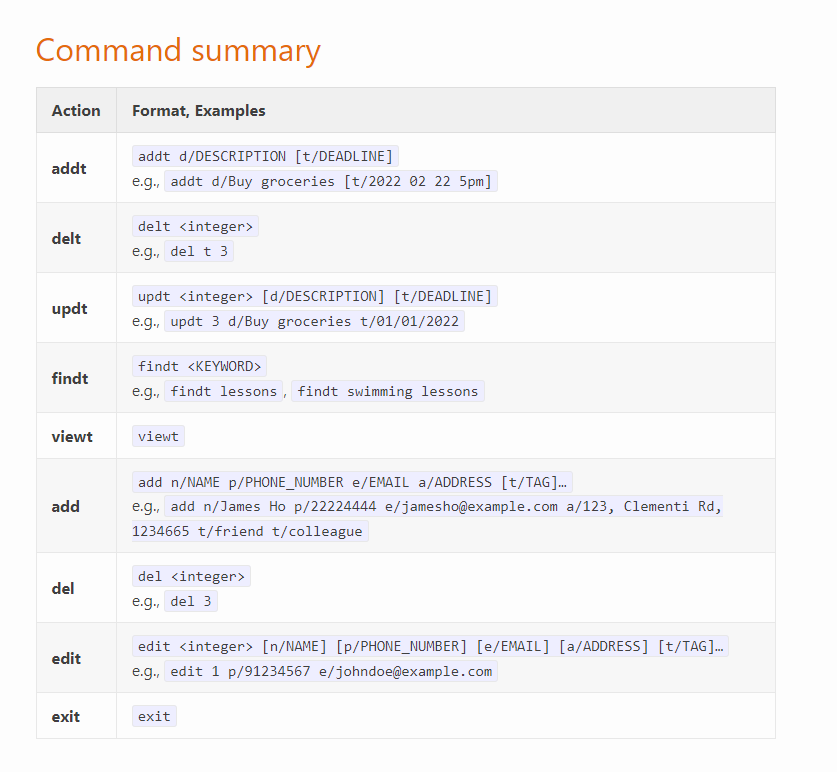 Command summary
Action Format, Examples
addt addt d/DESCRIPTION [t/DEADLINE]
e.g., addt d/Buy groceries [t/2022 02 22 5pm]
delt delt <integer>
e.g., del t 3
updt updt <integer> [d/DESCRIPTION] [t/DEADLINE]
e.g., updt 3 d/Buy groceries t/01/01/2022
findt findt <KEYWORD>
e.g., findt lessons, findt swimming lessons
viewt viewt
add add n/NAME p/PHONE_NUMBER e/EMAIL a/ADDRESS [t/TAG]…
e.g., add n/James Ho p/22224444 e/jamesho@example.com a/123, Clementi Rd,
1234665 t/friend t/colleague
del del <integer>
e.g., del 3
edit edit <integer> [n/NAME] [p/PHONE_NUMBER] [e/EMAIL] [a/ADDRESS] [t/TAG]…
e.g., edit 1 p/91234567 e/johndoe@example.com
exit exit